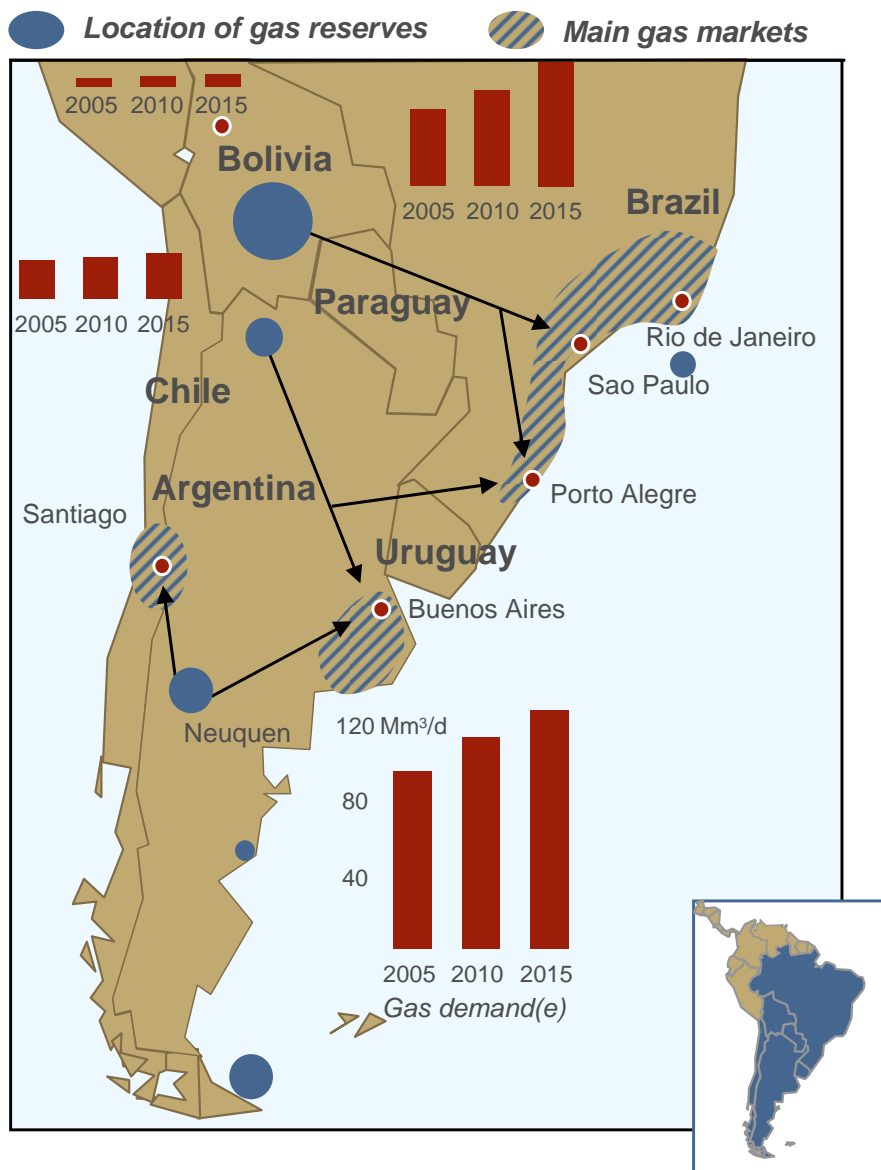 Location of gas reserves
Main gas markets
2005 2010 2015
Bolivia
2005 2010 2015
Brazil
2005 2010 2015
Paraguay
Rio de Janeiro
Sao Paulo
Chile
Argentina
Porto Alegre
Santiago
Uruguay
Buenos Aires
Neuquen
120 Mm³/d
80
40
2005 2010 2015
Gas demand(e)